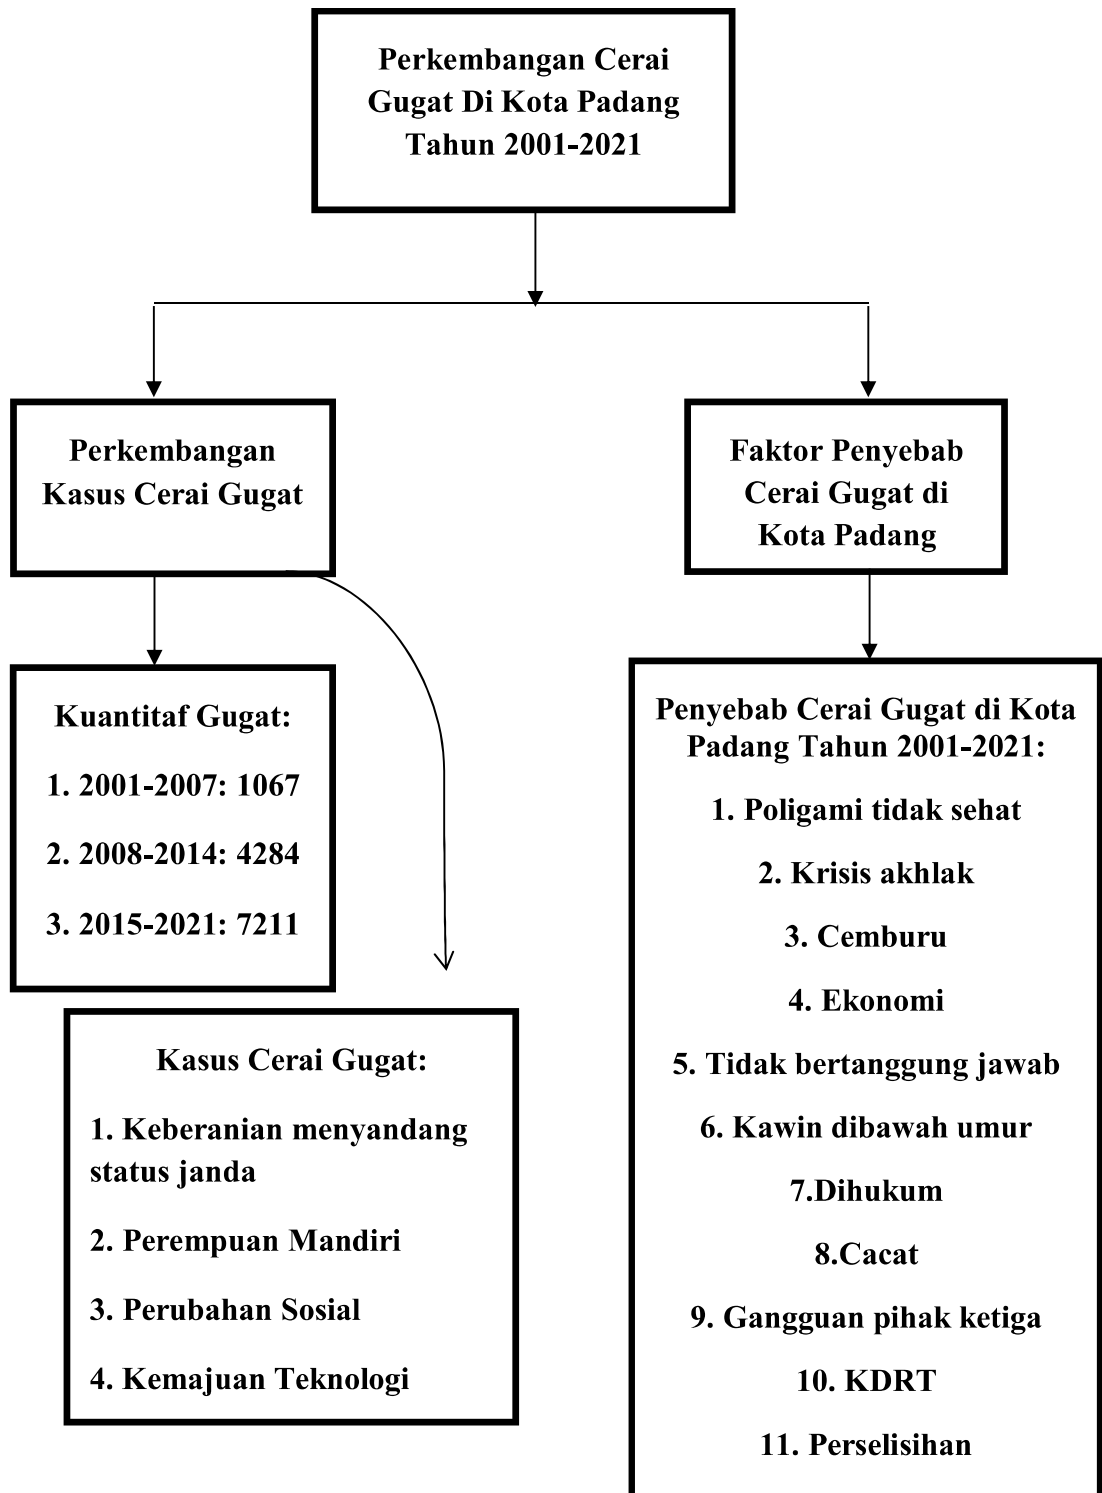 Perkembangan Cerai
Gugat Di Kota Padang
Tahun 2001-2021
Perkembangan
Kasus Cerai Gugat
Faktor Penyebab
Cerai Gugat di
Kota Padang
Kuantitaf Gugat:
1. 2001-2007: 1067
2. 2008-2014: 4284
3. 2015-2021: 7211
Kasus Cerai Gugat:
1. Keberanian menyandang
status janda
2. Perempuan Mandiri
3. Perubahan Sosial
4. Kemajuan Teknologi
Penyebab Cerai Gugat di Kota
Padang Tahun 2001-2021:
1. Poligami tidak sehat
2. Krisis akhlak
3. Cemburu
4. Ekonomi
5. Tidak bertanggung jawab
6. Kawin dibawah umur
7.Dihukum
8.Cacat
9. Gangguan pihak ketiga
10. KDRT
11. Perselisihan